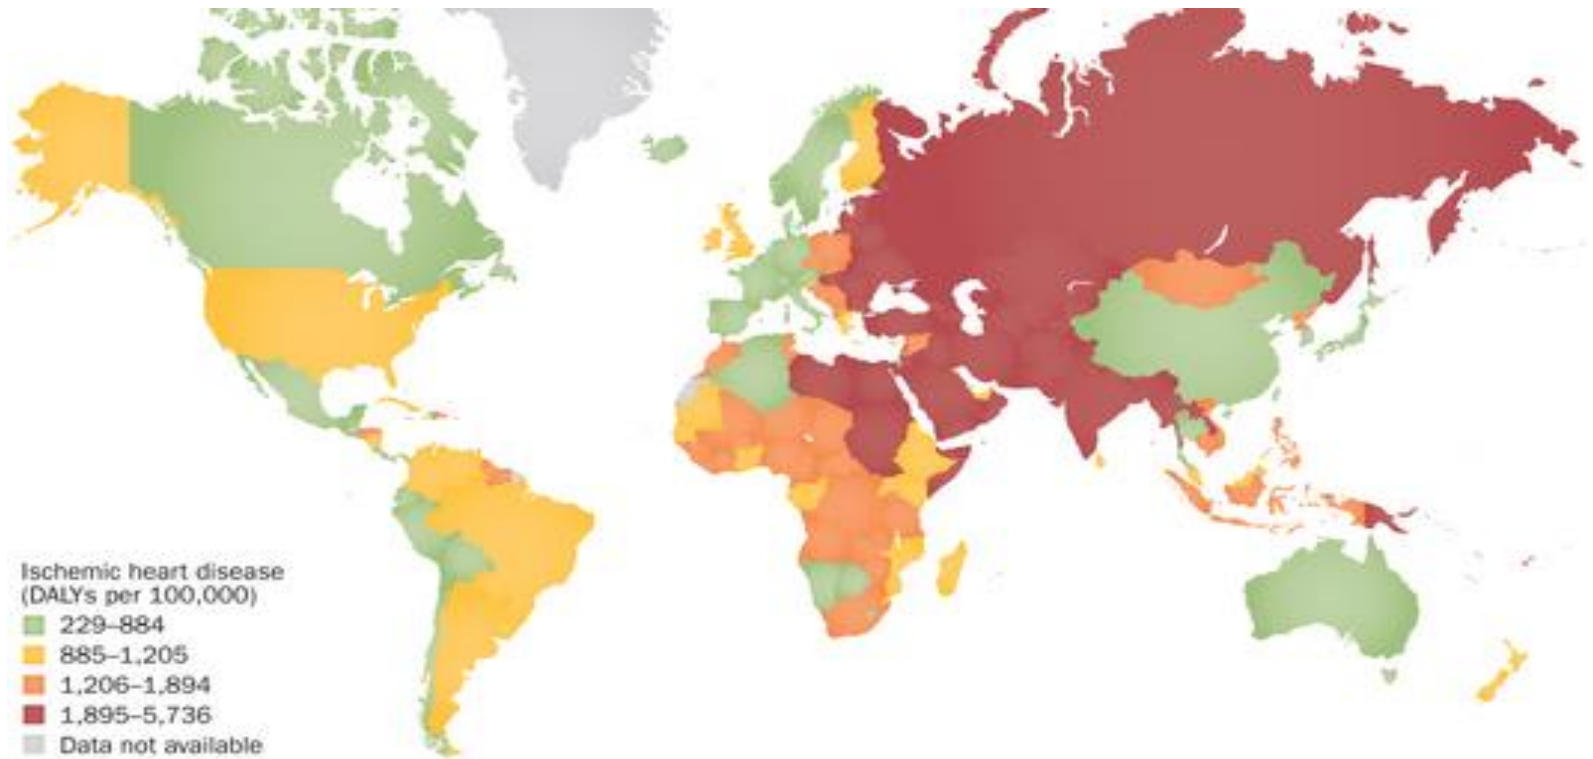 Ischemic heart disease
(DALYs per 100,000)
229–884
885–1,205
1,206–1,894
1,895–5,736
Data not available